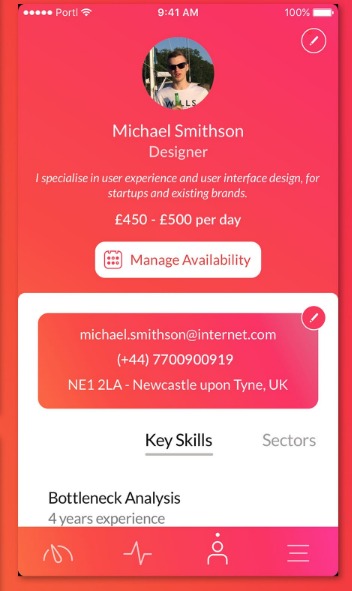 Portl
9:41 AM
100%
Michael Smithson
Designer
I specialise in user experience and user interface design, for
startups and existing brands.
£450 - £500 per day
Manage Availability
michael.smithson@internet.com
(+44) 7700900919
NE1 2LA - Newcastle upon Tyne, UK
Key Skills
Sectors
Bottleneck Analysis
4 years experience